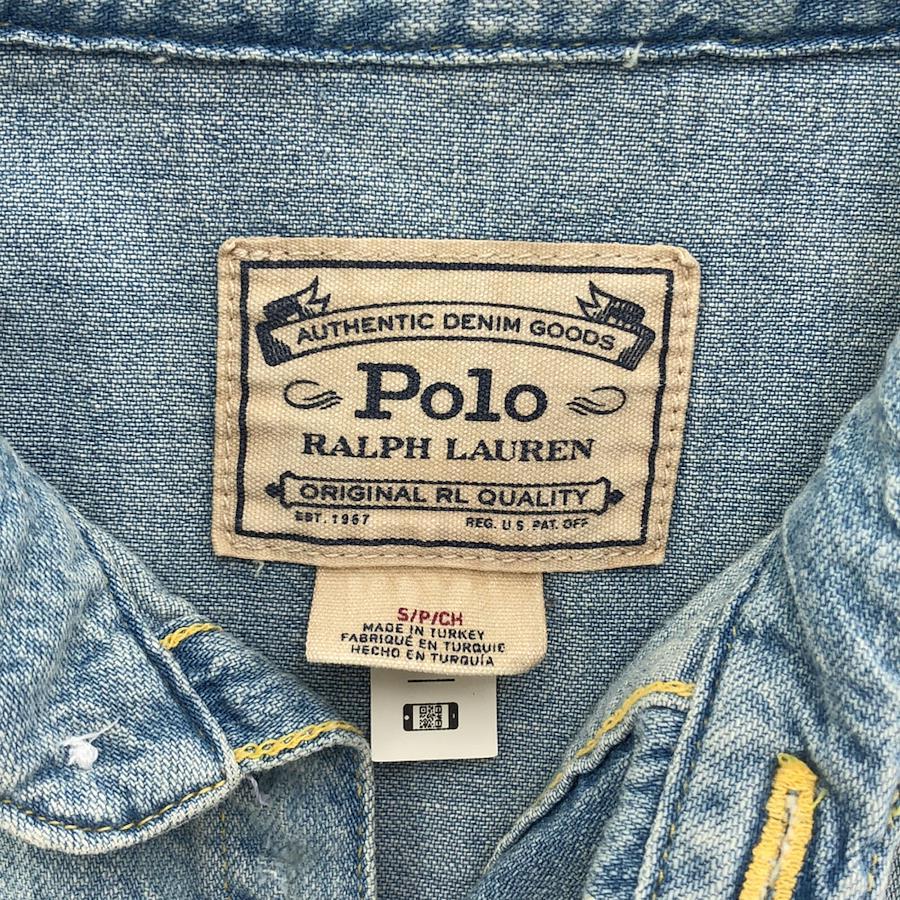 AUTHENTIC DENIM GOODS
Polo
RALPH LAUREN
ORIGINAL RL QUALITY
EST. 1967 REG. U.S. PAT. OFF
S/P/CH
MADE IN TURKEY
FABRIQUÉ EN TURQUIE
HECHO EN TURQUÍA